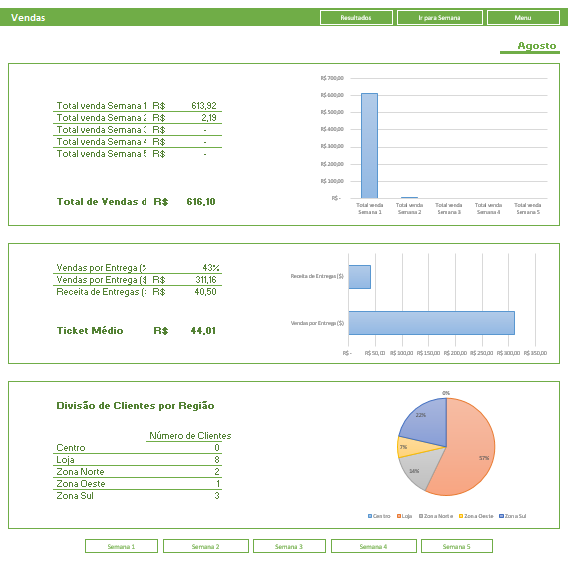 Vendas
Resultados
Ir para Semana
Menu
Agosto
Total venda Semana 1 R$ 613,92
Total venda Semana 2 R$ 2,19
Total venda Semana 3 R$ -
Total venda Semana 4 R$ -
Total venda Semana 5 R$ -
Total de Vendas d R$ 616,10
R$ 700,00
R$ 600,00
R$ 500,00
R$ 400,00
R$ 300,00
R$ 200,00
R$ 100,00
R$ -
Total venda Semana 1
Total venda Semana 2
Total venda Semana 3
Total venda Semana 4
Total venda Semana 5
Vendas por Entrega (% 43%
Vendas por Entrega ($ R$ 311,16
Receita de Entregas ($ R$ 40,50
Ticket Médio R$ 44,01
Receita de Entregas ($)
Vendas por Entrega ($)
R$ - R$ 50,00 R$ 100,00 R$ 150,00 R$ 200,00 R$ 250,00 R$ 300,00 R$ 350,00
Divisão de Clientes por Região
Número de Clientes
Centro 0
Loja 8
Zona Norte 2
Zona Oeste 1
Zona Sul 3
0%
22%
7%
14%
57%
Centro Loja Zona Norte Zona Oeste Zona Sul
Semana 1
Semana 2
Semana 3
Semana 4
Semana 5